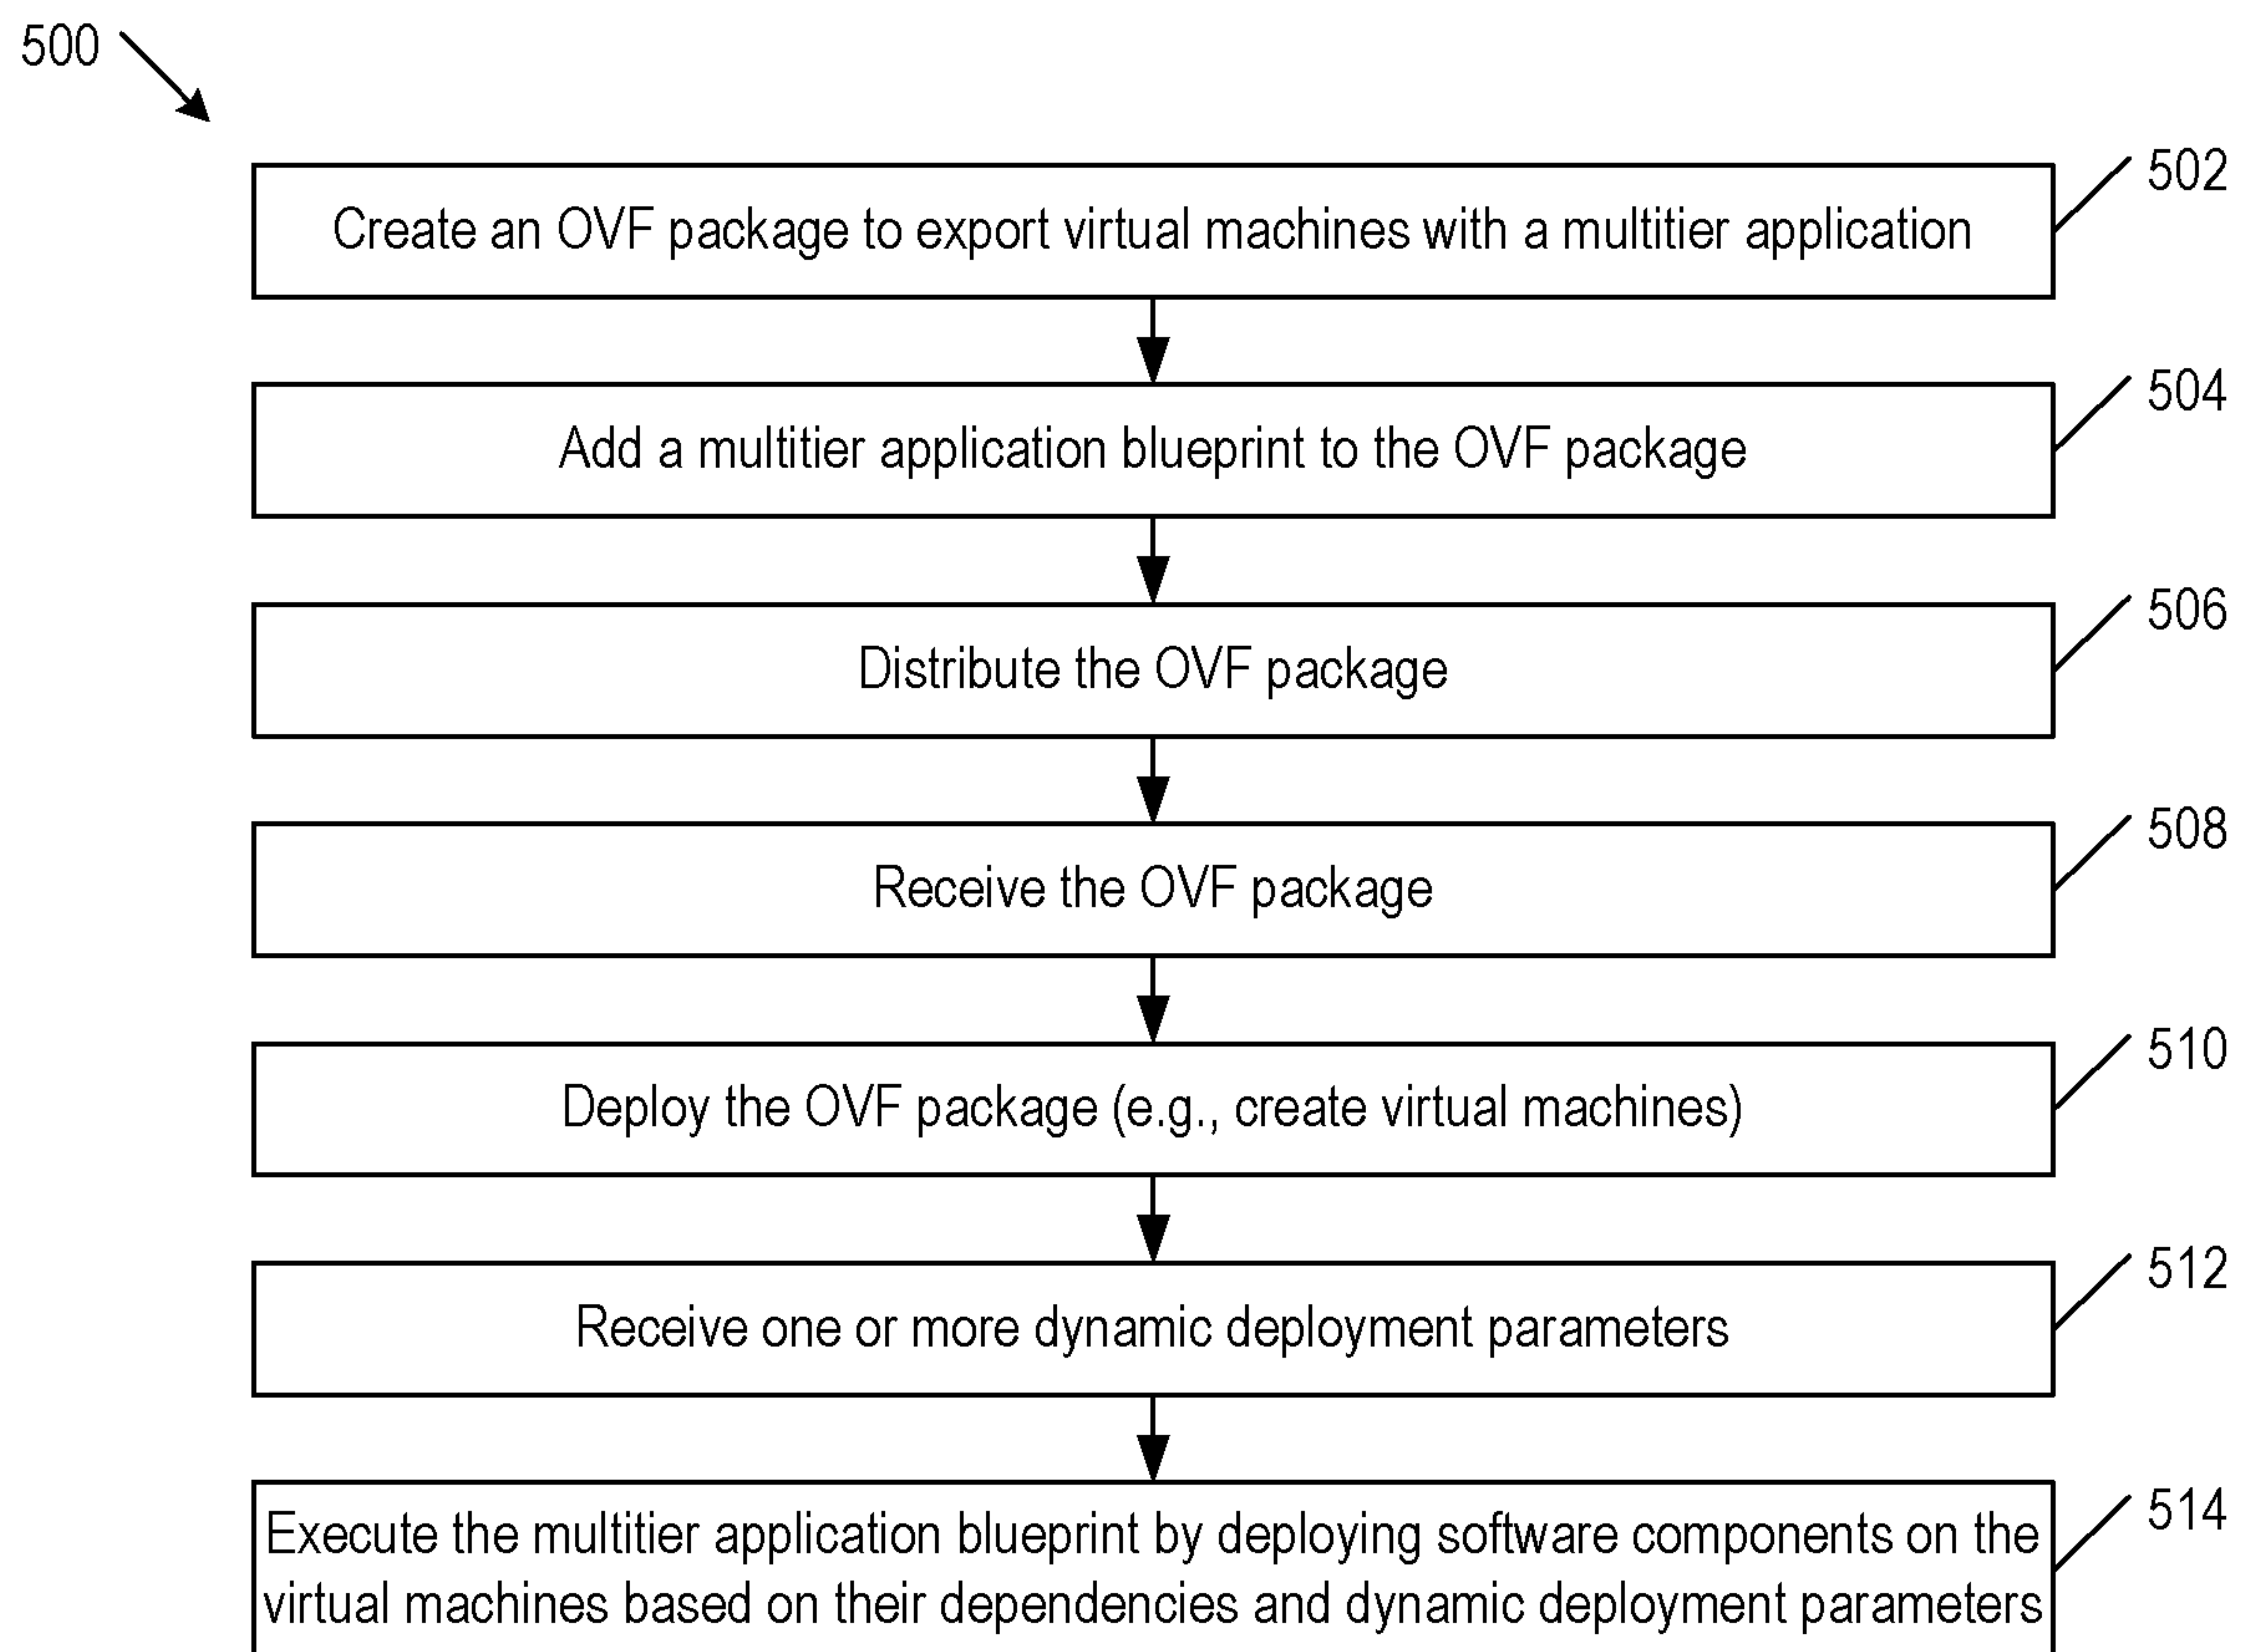 500
502
Create an OVF package to export virtual machines with a multitier application
504
Add a multitier application blueprint to the OVF package
506
Distribute the OVF package
508
Receive the OVF package
510
Deploy the OVF package (e.g., create virtual machines)
512
Receive one or more dynamic deployment parameters
514
Execute the multitier application blueprint by deploying software components on the
virtual machines based on their dependencies and dynamic deployment parameters